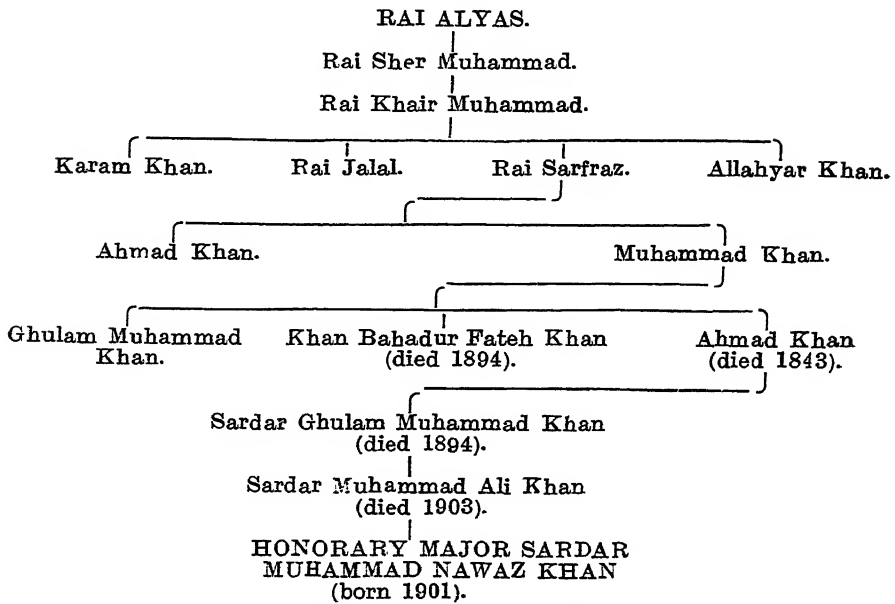 RAI ALYAS.
Rai Sher Muhammad.
Rai Khair Muhammad.
Karam Khan. Rai Jalal. Rai Sarfraz. Allahyar Khan.
Ahmad Khan. Muhammad Khan.
Ghulam Muhammad Khan Bahadur Fateh Khan Ahmad Khan
Khan. (died 1894). (died 1843).
Sardar Ghulam Muhammad Khan
(died 1894).
Sardar Muhammad Ali Khan
(died 1903).
HONORARY MAJOR SARDAR
MUHAMMAD NAWAZ KHAN
(born 1901).